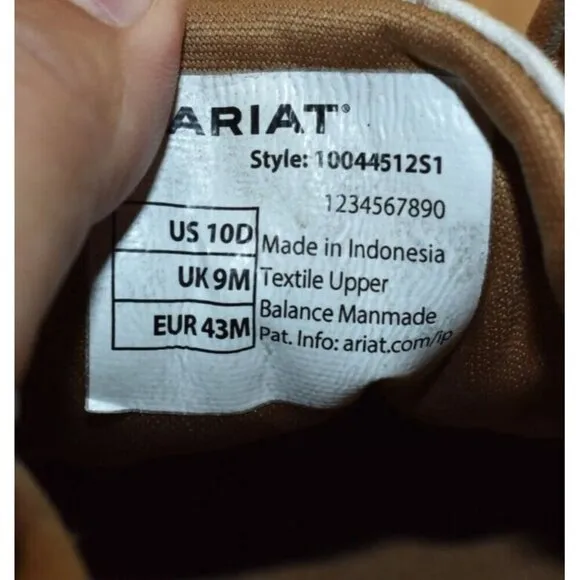 ARIAT®
Style: 10044512S1
1234567890
US 10D
UK 9M
EUR 43M
Made in Indonesia
Textile Upper
Balance Manmade
Pat. Info: ariat.com/ip